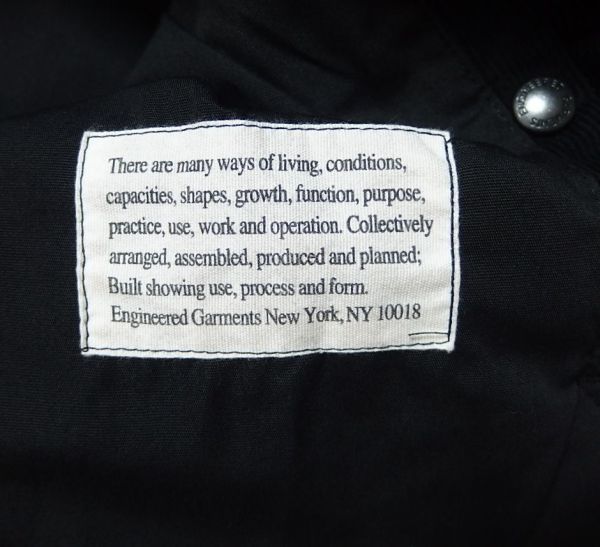 There are many ways of living, conditions,
capacities, shapes, growth, function, purpose,
practice, use, work and operation. Collectively
arranged, assembled, produced and planned;
Built showing use, process and form.
Engineered Garments New York, NY 10018